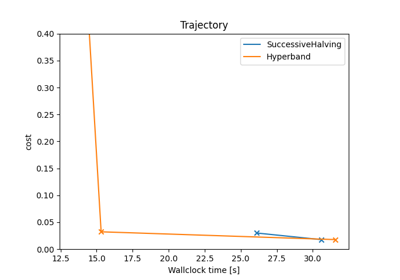 Trajectory
SuccessiveHalving
Hyperband
0.40
0.35
0.30
0.25
0.20
0.15
0.10
0.05
0.00
cost
12.5 15.0 17.5 20.0 22.5 25.0 27.5 30.0
Wallclock time [s]